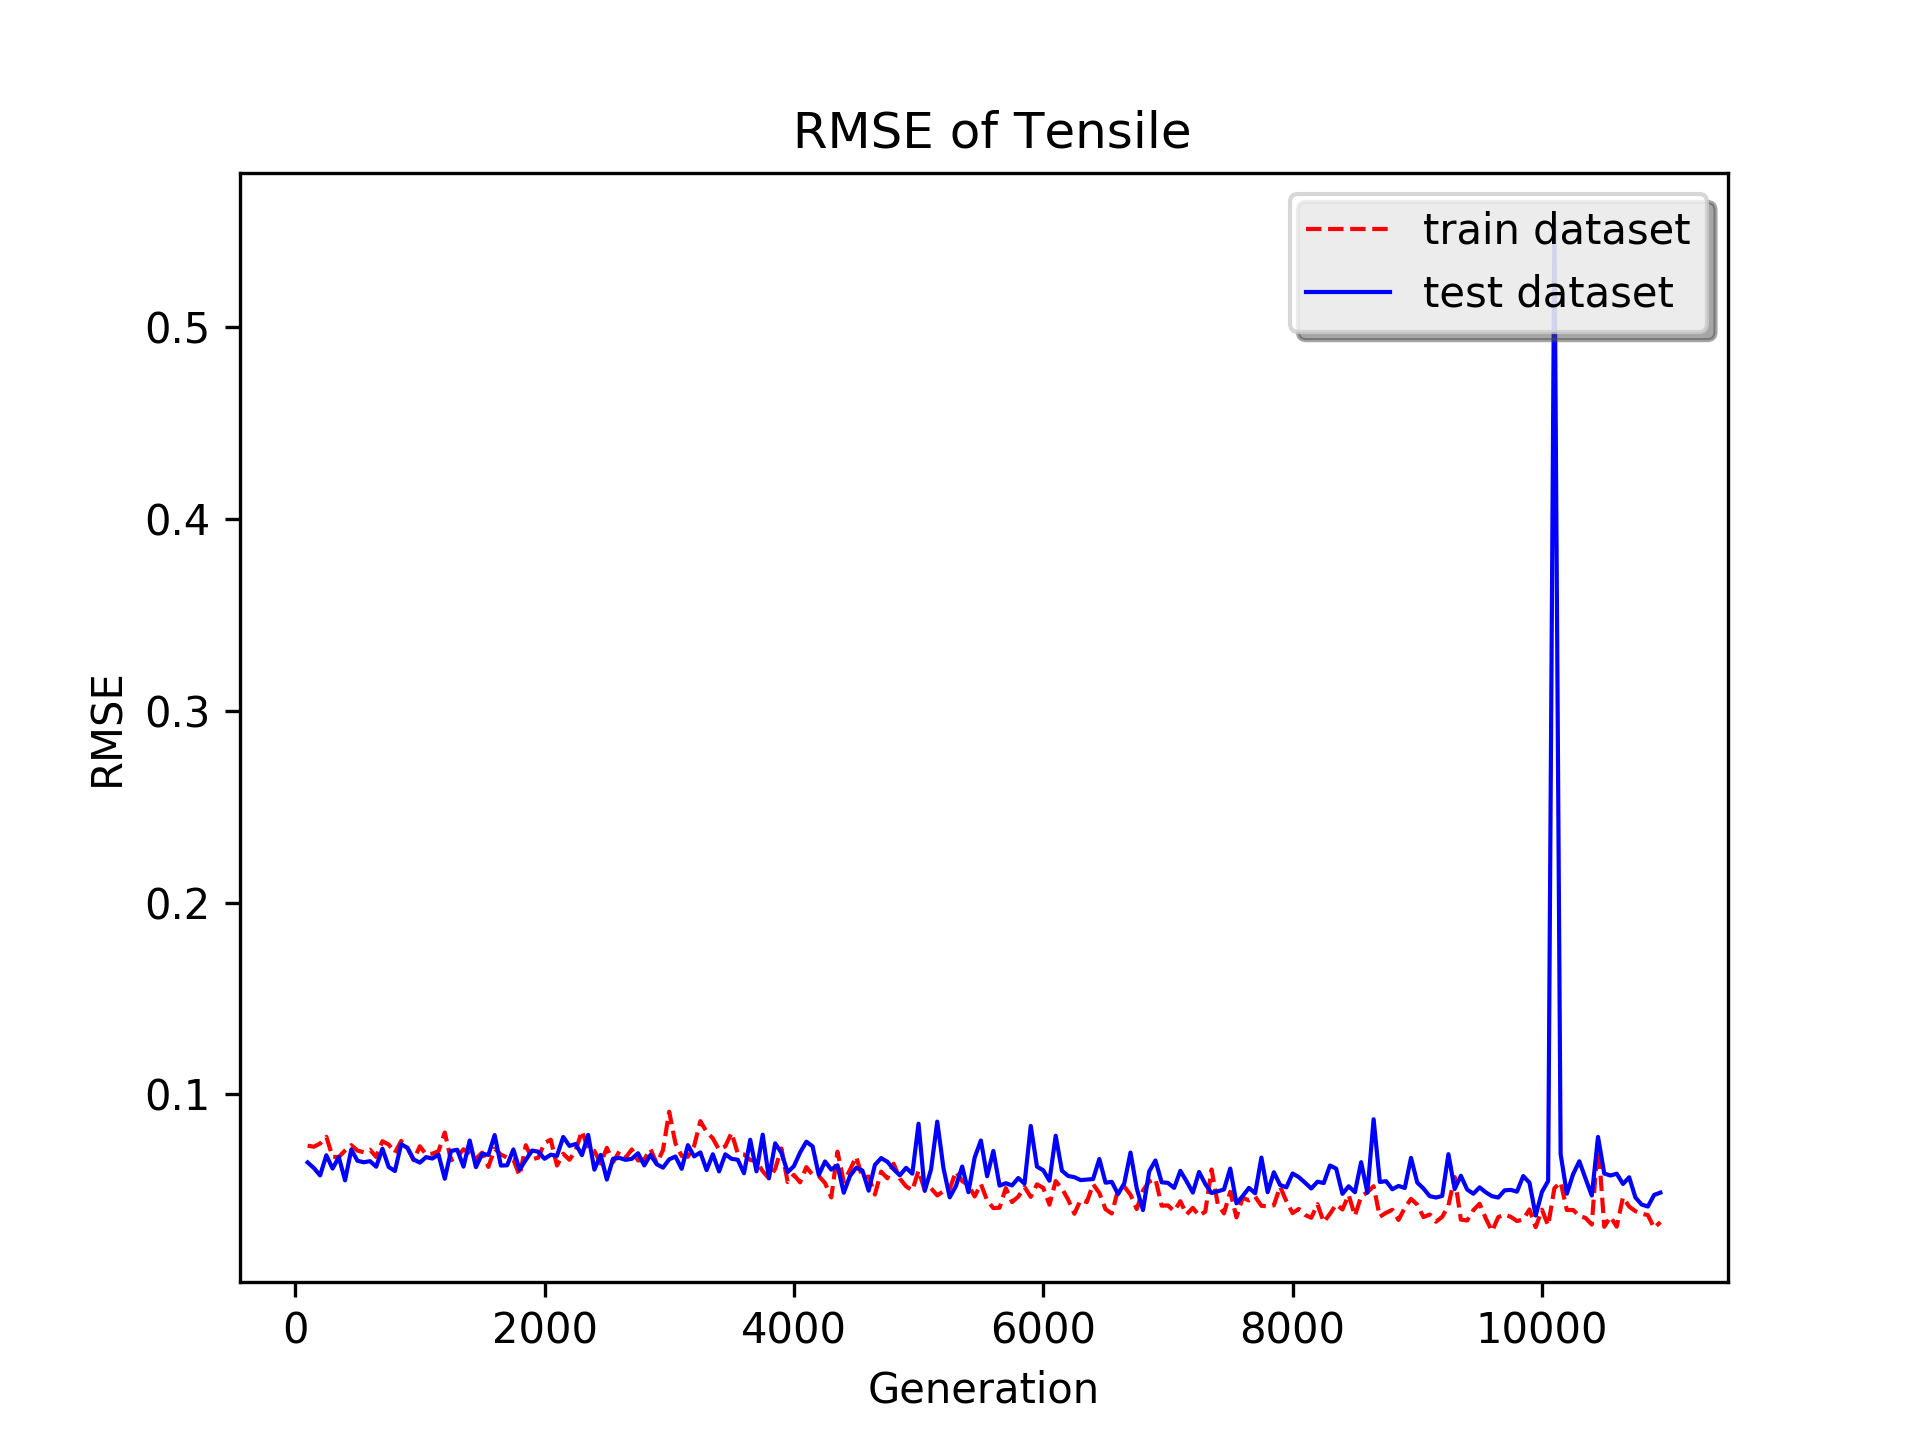 RMSE of Tensile
train dataset
test dataset
0.5
0.4
0.3
0.2
0.1
RMSE
0 2000 4000 6000 8000 10000
Generation